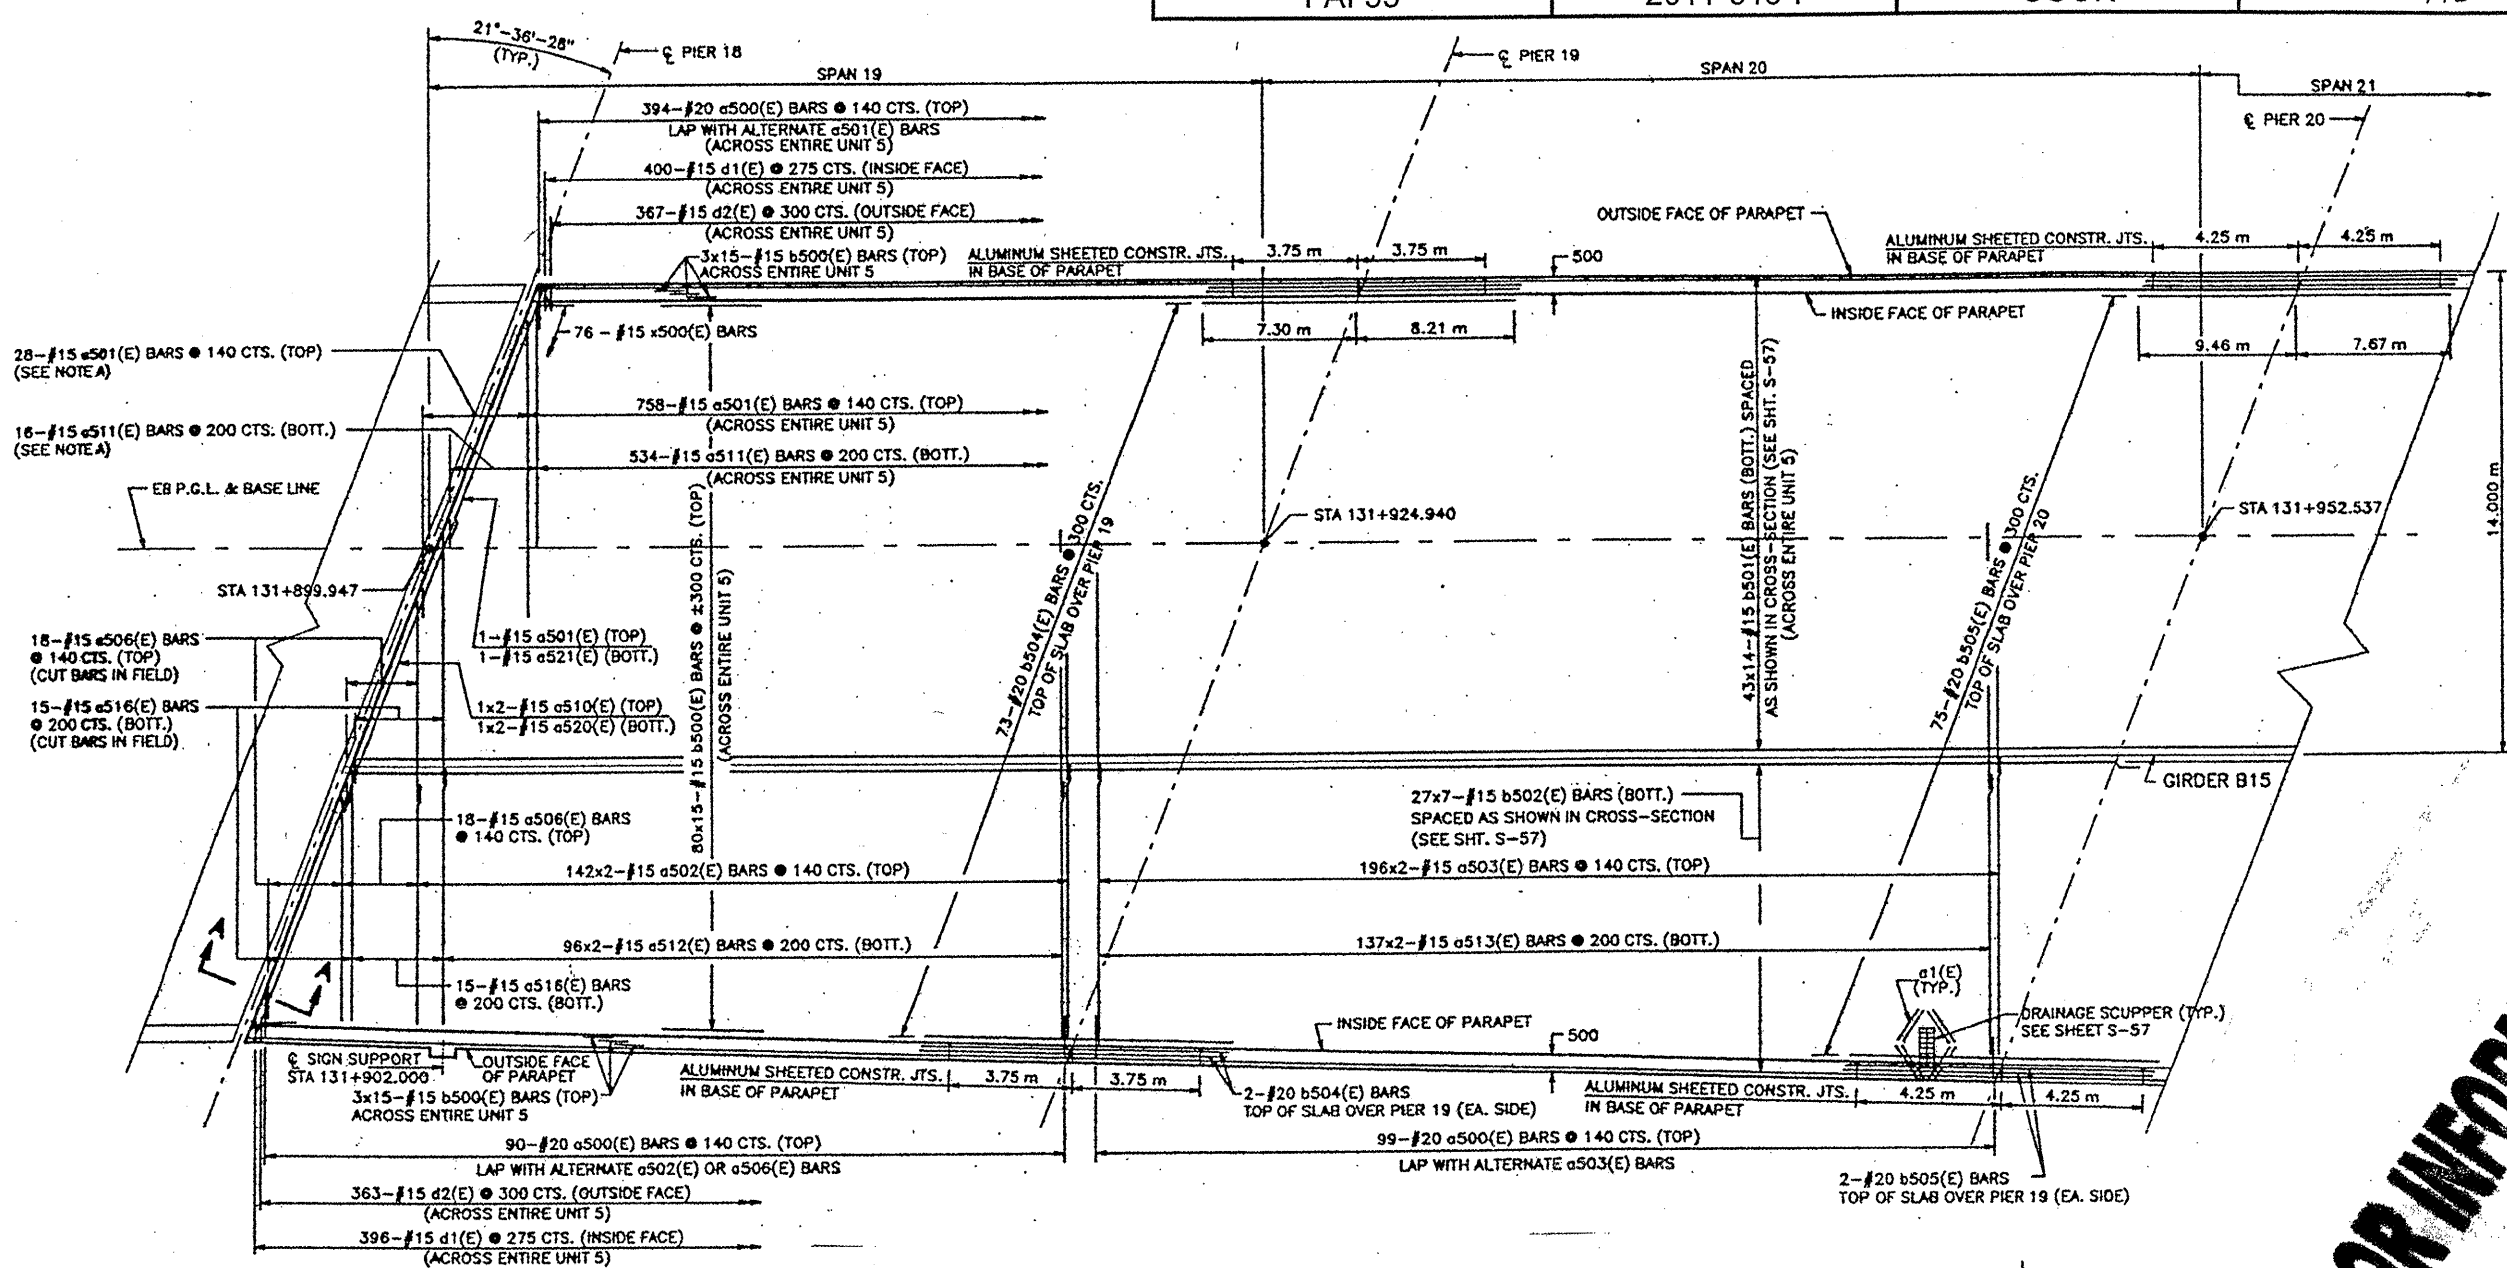 21°-36'-28"
(TYP.)
℄ PIER 18
SPAN 19
℄ PIER 19
SPAN 20
SPAN 21
℄ PIER 20
394-#20 a500(E) BARS @ 140 CTS. (TOP)
LAP WITH ALTERNATE a501(E) BARS
(ACROSS ENTIRE UNIT 5)
400-#15 d1(E) @ 275 CTS. (INSIDE FACE)
(ACROSS ENTIRE UNIT 5)
367-#15 d2(E) @ 300 CTS. (OUTSIDE FACE)
(ACROSS ENTIRE UNIT 5)
3x15-#15 b500(E) BARS (TOP)
ACROSS ENTIRE UNIT 5
ALUMINUM SHEETED CONSTR. JTS.
IN BASE OF PARAPET
3.75 m
3.75 m
500
OUTSIDE FACE OF PARAPET
ALUMINUM SHEETED CONSTR. JTS.
IN BASE OF PARAPET
4.25 m
4.25 m
INSIDE FACE OF PARAPET
76 - #15 x500(E) BARS
7.30 m
8.21 m
9.46 m
7.67 m
28-#15 a501(E) BARS @ 140 CTS. (TOP)
(SEE NOTE A)
758-#15 a501(E) BARS @ 140 CTS. (TOP)
(ACROSS ENTIRE UNIT 5)
16-#15 a511(E) BARS @ 200 CTS. (BOTT.)
(SEE NOTE A)
534-#15 a511(E) BARS @ 200 CTS. (BOTT.)
(ACROSS ENTIRE UNIT 5)
EB P.G.L. & BASE LINE
STA 131+899.947
STA 131+924.940
STA 131+952.537
14.000 m
80x15-#15 b500(E) BARS @ ±300 CTS. (TOP)
(ACROSS ENTIRE UNIT 5)
73-#20 b504(E) BARS @ 300 CTS.
TOP OF SLAB OVER PIER 19
43x14-#15 b501(E) BARS (BOTT.) SPACED
AS SHOWN IN CROSS-SECTION (SEE SHT. S-57)
(ACROSS ENTIRE UNIT 5)
75-#20 b505(E) BARS @ 300 CTS.
TOP OF SLAB OVER PIER 20
18-#15 a506(E) BARS
@ 140 CTS. (TOP)
(CUT BARS IN FIELD)
1-#15 a501(E) (TOP)
1-#15 a521(E) (BOTT.)
15-#15 a516(E) BARS
@ 200 CTS. (BOTT.)
(CUT BARS IN FIELD)
1x2-#15 a510(E) (TOP)
1x2-#15 a520(E) (BOTT.)
GIRDER B15
18-#15 a506(E) BARS
@ 140 CTS. (TOP)
27x7-#15 b502(E) BARS (BOTT.)
SPACED AS SHOWN IN CROSS-SECTION
(SEE SHT. S-57)
142x2-#15 a502(E) BARS @ 140 CTS. (TOP)
196x2-#15 a503(E) BARS @ 140 CTS. (TOP)
96x2-#15 a512(E) BARS @ 200 CTS. (BOTT.)
137x2-#15 a513(E) BARS @ 200 CTS. (BOTT.)
A
A
15-#15 a516(E) BARS
@ 200 CTS. (BOTT.)
a1(E)
(TYP.)
DRAINAGE SCUPPER (TYP.)
SEE SHEET S-57
INSIDE FACE OF PARAPET
500
℄ SIGN SUPPORT
STA 131+902.000
OUTSIDE FACE
OF PARAPET
3x15-#15 b500(E) BARS (TOP)
ACROSS ENTIRE UNIT 5
ALUMINUM SHEETED CONSTR. JTS.
IN BASE OF PARAPET
3.75 m
3.75 m
2-#20 b504(E) BARS
TOP OF SLAB OVER PIER 19 (EA. SIDE)
ALUMINUM SHEETED CONSTR. JTS.
IN BASE OF PARAPET
4.25 m
4.25 m
90-#20 a500(E) BARS @ 140 CTS. (TOP)
LAP WITH ALTERNATE a502(E) OR a506(E) BARS
99-#20 a500(E) BARS @ 140 CTS. (TOP)
LAP WITH ALTERNATE a503(E) BARS
2-#20 b505(E) BARS
TOP OF SLAB OVER PIER 19 (EA. SIDE)
363-#15 d2(E) @ 300 CTS. (OUTSIDE FACE)
(ACROSS ENTIRE UNIT 5)
396-#15 d1(E) @ 275 CTS. (INSIDE FACE)
(ACROSS ENTIRE UNIT 5)